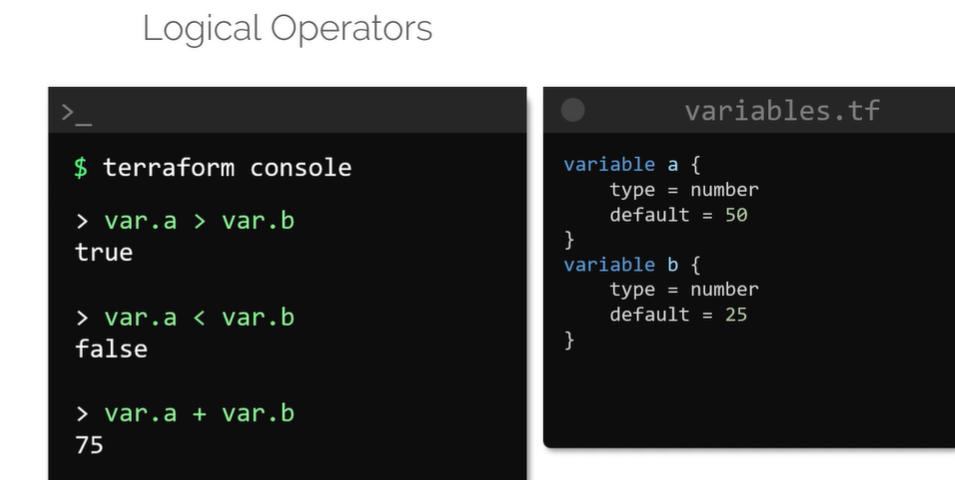 Logical Operators
>_
$ terraform console
> var.a > var.b
true
> var.a < var.b
false
> var.a + var.b
75
variables.tf
variable a {
    type = number
    default = 50
}
variable b {
    type = number
    default = 25
}